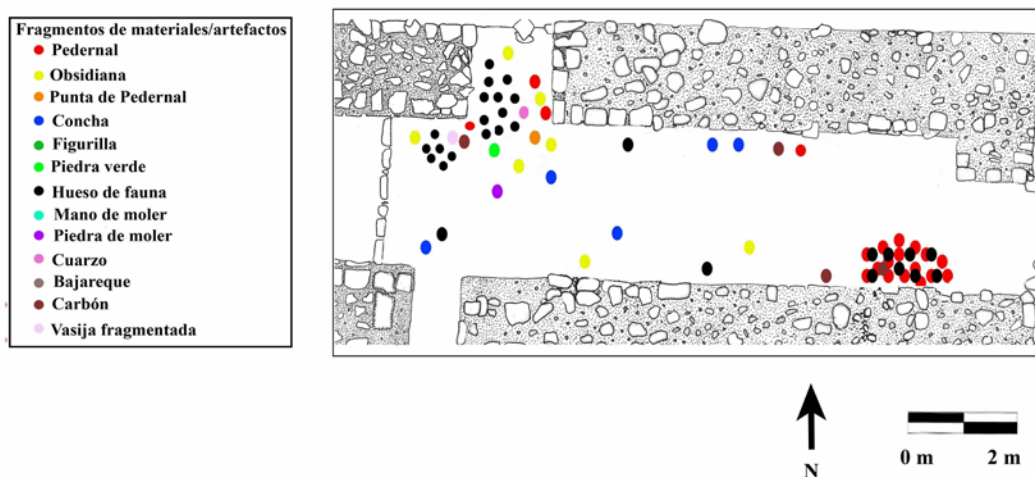 Fragmentos de materiales/artefactos
Pedernal
Obsidiana
Punta de Pedernal
Concha
Figurilla
Piedra verde
Hueso de fauna
Mano de moler
Piedra de moler
Cuarzo
Bajareque
Carbón
Vasija fragmentada
N
0 m 2 m